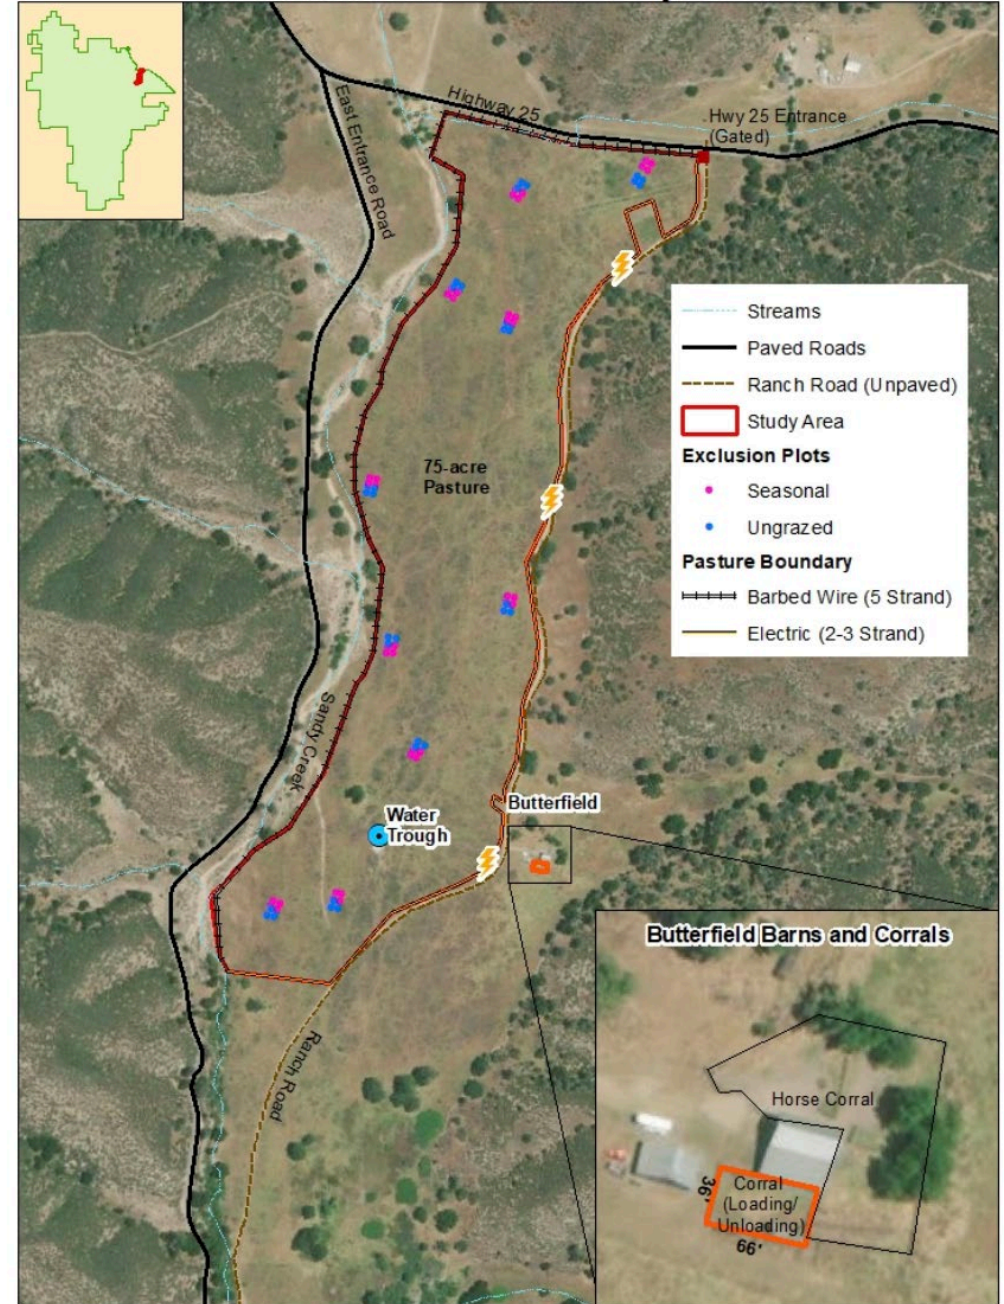 Highway 25
Hwy 25 Entrance
(Gated)
East Entrance Road
Streams
Paved Roads
Ranch Road (Unpaved)
Study Area
Exclusion Plots
Seasonal
Ungrazed
Pasture Boundary
Barbed Wire (5 Strand)
Electric (2-3 Strand)
75-acre
Pasture
Sandy Creek
Butterfield
Water
Trough
Ranch Road
Butterfield Barns and Corrals
Horse Corral
Corral
(Loading/
Unloading)
36'
66'